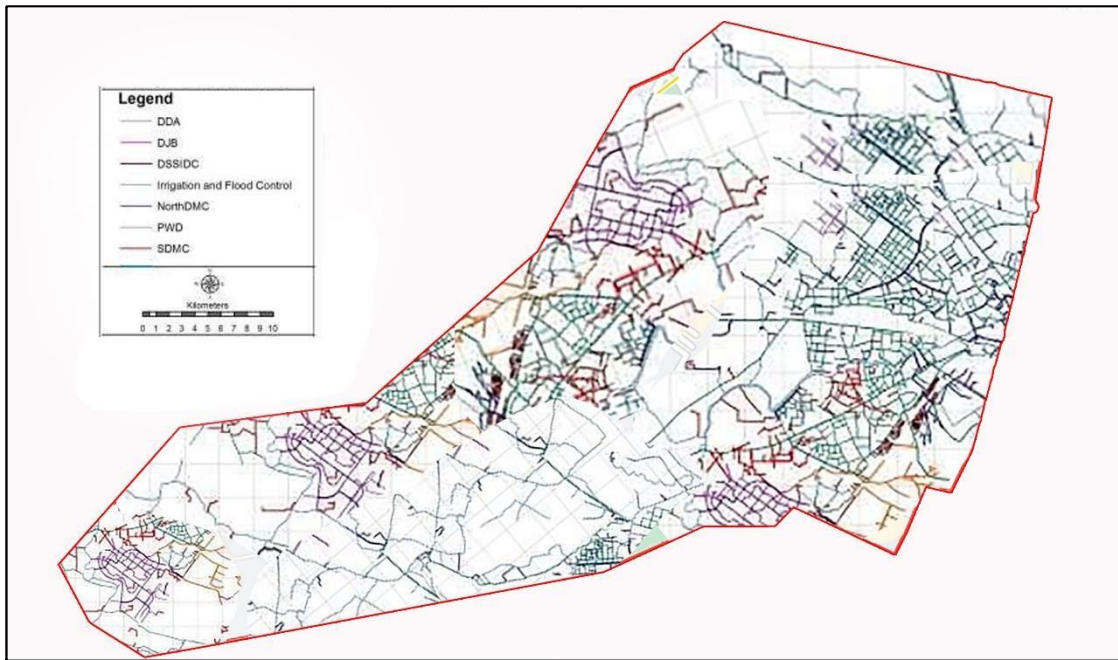 Legend
DDA
DJB
DSSIDC
Irrigation and Flood Control
NorthDMC
PWD
SDMC
Kilometers
0 1 2 3 4 5 6 7 8 9 10